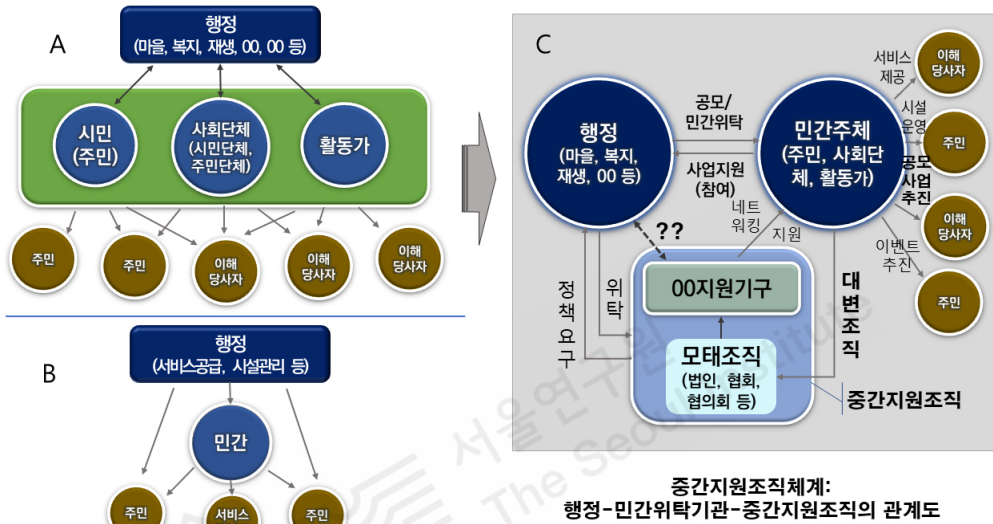 A
행정
(마을, 복지, 재생, OO, OO 등)
시민
(주민)
사회단체
(시민단체,
주민단체)
활동가
주민
주민
이해
당사자
이해
당사자
이해
당사자
B
행정
(서비스공급, 시설관리 등)
민간
주민
서비스
주민
C
행정
(마을, 복지,
재생, OO 등)
공모/
민간위탁
사업지원
(참여)
민간주체
(주민, 사회단
체, 활동가)
서비스
제공
시설
운영
공모
사업
추진
이벤트
추진
이해
당사자
주민
이해
당사자
주민
네트
워킹
지원
??
정책요구
위탁
OO지원기구
모태조직
(법인, 협회,
협의회 등)
대변조직
중간지원조직
서울연구원
The Seoul Institute
중간지원조직체계:
행정-민간위탁기관-중간지원조직의 관계도